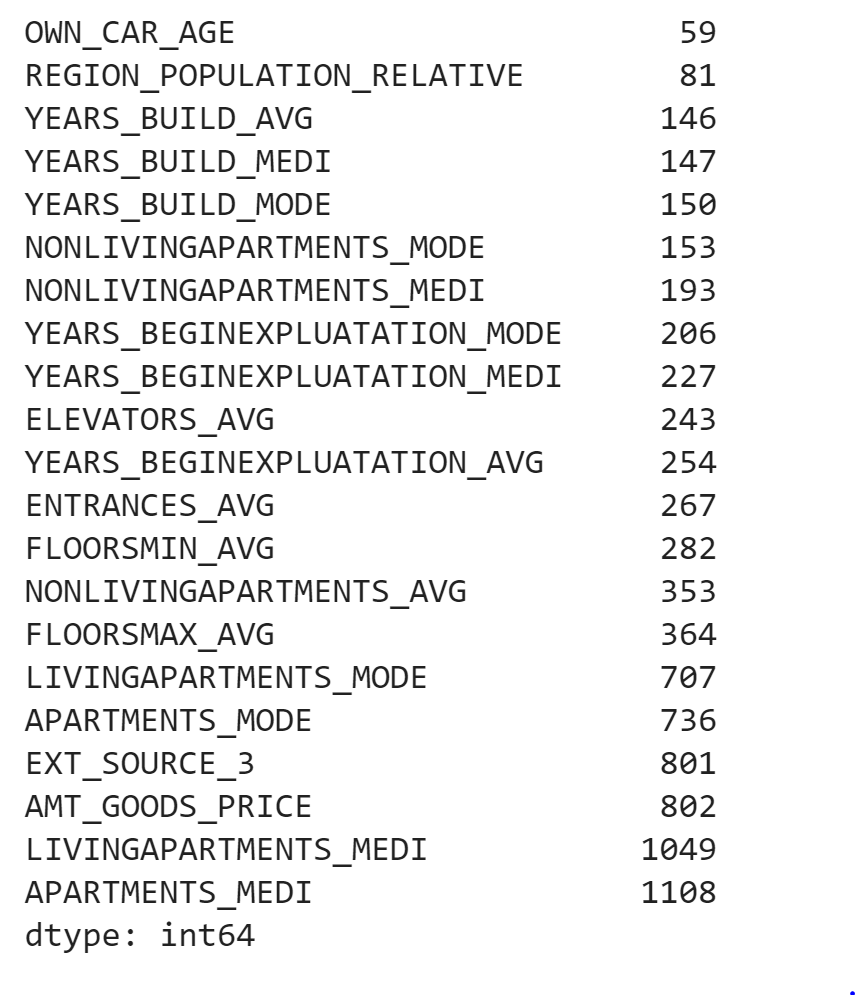 OWN_CAR_AGE 59
REGION_POPULATION_RELATIVE 81
YEARS_BUILD_AVG 146
YEARS_BUILD_MEDI 147
YEARS_BUILD_MODE 150
NONLIVINGAPARTMENTS_MODE 153
NONLIVINGAPARTMENTS_MEDI 193
YEARS_BEGINEXPLUATATION_MODE 206
YEARS_BEGINEXPLUATATION_MEDI 227
ELEVATORS_AVG 243
YEARS_BEGINEXPLUATATION_AVG 254
ENTRANCES_AVG 267
FLOORSMIN_AVG 282
NONLIVINGAPARTMENTS_AVG 353
FLOORSMAX_AVG 364
LIVINGAPARTMENTS_MODE 707
APARTMENTS_MODE 736
EXT_SOURCE_3 801
AMT_GOODS_PRICE 802
LIVINGAPARTMENTS_MEDI 1049
APARTMENTS_MEDI 1108
dtype: int64